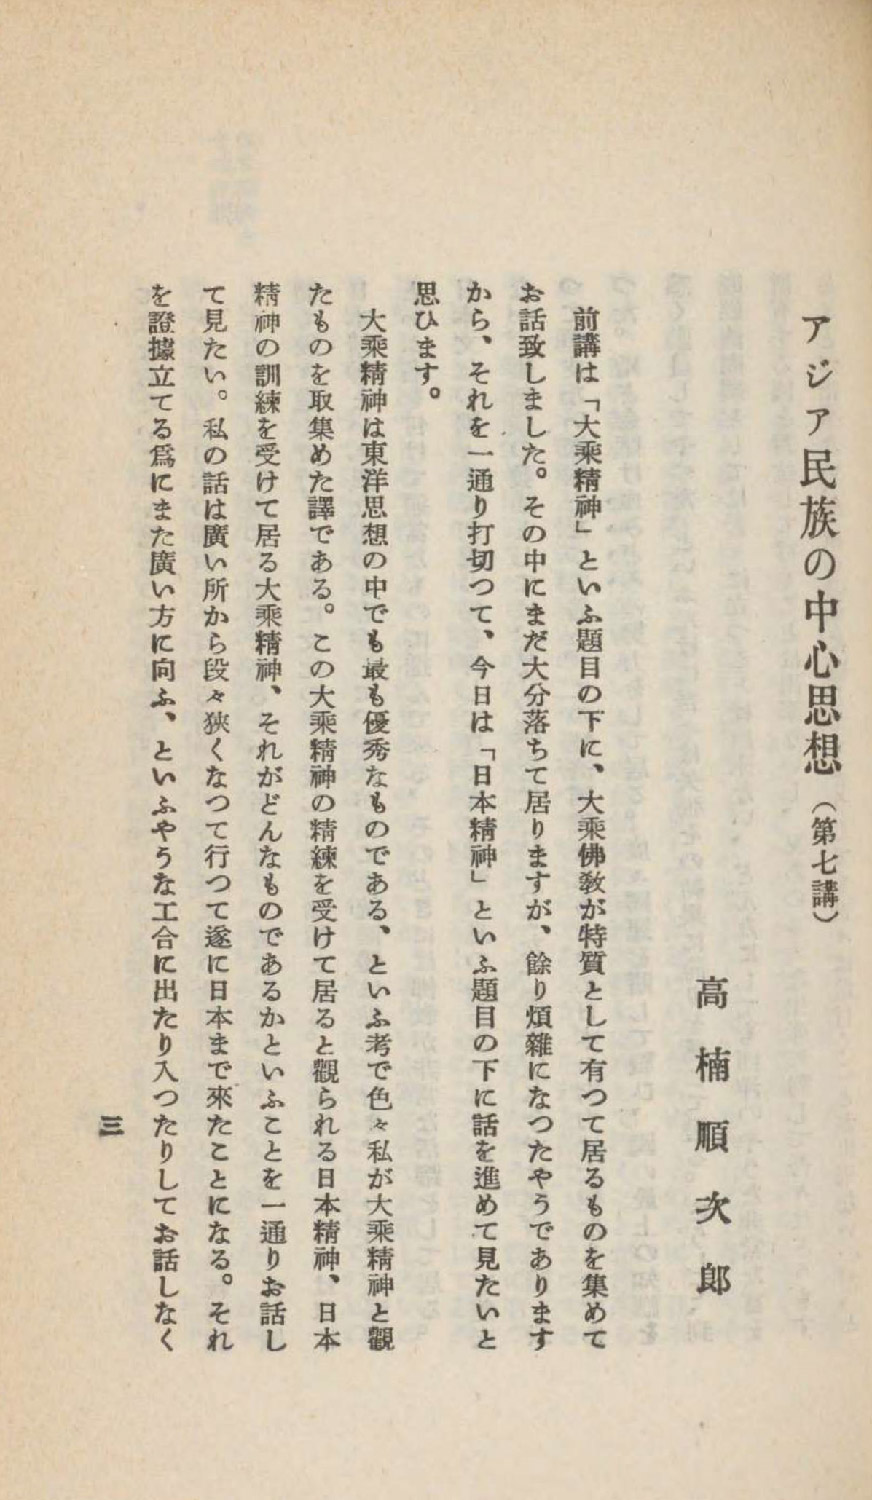 アジア民族の中心思想（第七講）
高楠順次郎
前講は「大乘精神」といふ題目の下に、大乘佛教が特質として有つて居るものを集めて
お話致しました。その中にまだ大分落ちて居りますが、餘り煩雜になつたやうであります
から、それを一通り打切つて、今日は「日本精神」といふ題目の下に話を進めて見たいと
思ひます。
大乘精神は東洋思想の中でも最も優秀なものである、といふ考で色々私が大乘精神と觀
たものを取集めた譯である。この大乘精神の精練を受けて居ると觀られる日本精神、日本
精神の訓練を受けて居る大乘精神、それがどんなものであるかといふことを一通りお話し
て見たい。私の話は廣い所から段々狹くなつて行つて遂に日本まで來たことになる。それ
を證據立てる爲にまた廣い方に向ふ、といふやうな工合に出たり入つたりしてお話しなく
三